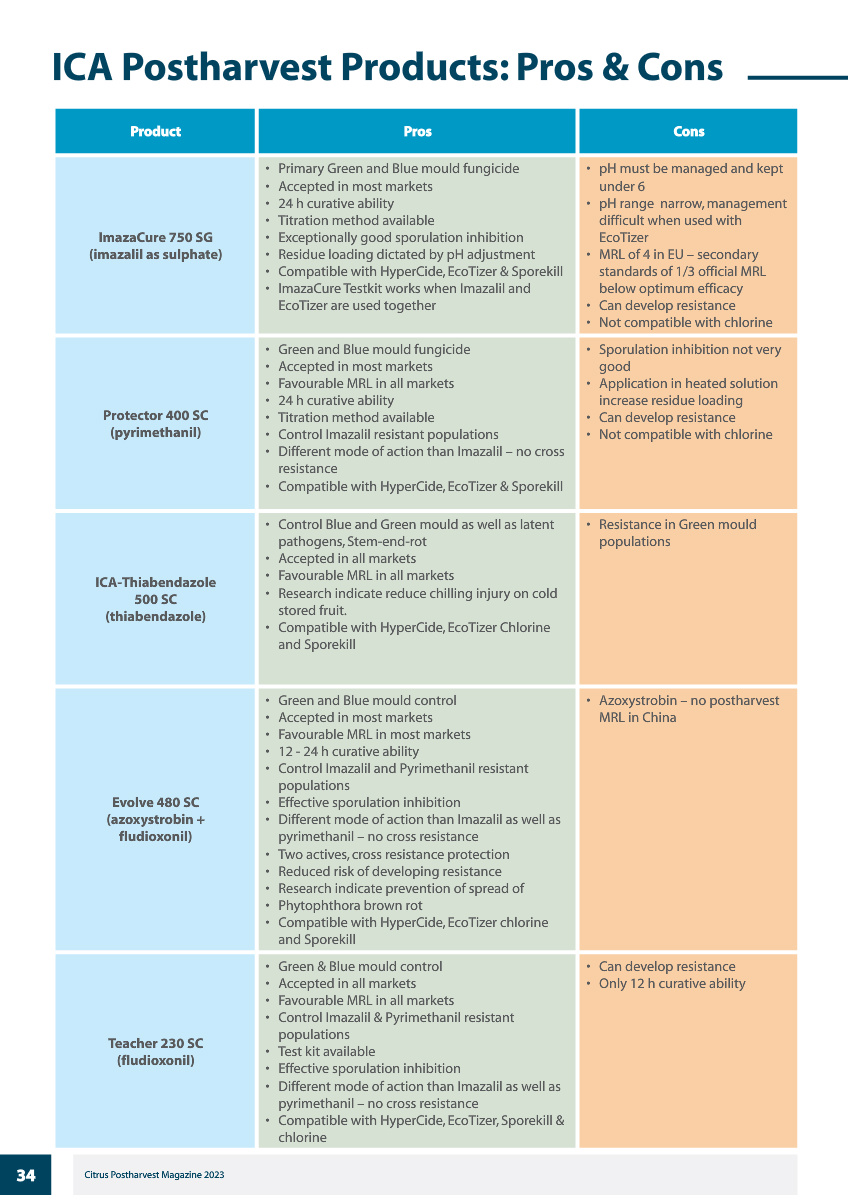 ICA Postharvest Products: Pros & Cons
Product
Pros
Cons
ImazaCure 750 SG
(imazalil as sulphate)
• Primary Green and Blue mould fungicide
• Accepted in most markets
• 24 h curative ability
• Titration method available
• Exceptionally good sporulation inhibition
• Residue loading dictated by pH adjustment
• Compatible with HyperCide, EcoTizer & Sporekill
• ImazaCure Testkit works when Imazalil and
EcoTizer are used together
• pH must be managed and kept
under 6
• pH range narrow, management
difficult when used with
EcoTizer
• MRL of 4 in EU – secondary
standards of 1/3 official MRL
below optimum efficacy
• Can develop resistance
• Not compatible with chlorine
Protector 400 SC
(pyrimethanil)
• Green and Blue mould fungicide
• Accepted in most markets
• Favourable MRL in all markets
• 24 h curative ability
• Titration method available
• Control Imazalil resistant populations
• Different mode of action than Imazalil – no cross
resistance
• Compatible with HyperCide, EcoTizer & Sporekill
• Sporulation inhibition not very
good
• Application in heated solution
increase residue loading
• Can develop resistance
• Not compatible with chlorine
ICA-Thiabendazole
500 SC
(thiabendazole)
• Control Blue and Green mould as well as latent
pathogens, Stem-end-rot
• Accepted in all markets
• Favourable MRL in all markets
• Research indicate reduce chilling injury on cold
stored fruit.
• Compatible with HyperCide, EcoTizer Chlorine
and Sporekill
• Resistance in Green mould
populations
Evolve 480 SC
(azoxystrobin +
fludioxonil)
• Green and Blue mould control
• Accepted in most markets
• Favourable MRL in most markets
• 12 - 24 h curative ability
• Control Imazalil and Pyrimethanil resistant
populations
• Effective sporulation inhibition
• Different mode of action than Imazalil as well as
pyrimethanil – no cross resistance
• Two actives, cross resistance protection
• Reduced risk of developing resistance
• Research indicate prevention of spread of
• Phytophthora brown rot
• Compatible with HyperCide, EcoTizer chlorine
and Sporekill
• Azoxystrobin – no postharvest
MRL in China
Teacher 230 SC
(fludioxonil)
• Green & Blue mould control
• Accepted in all markets
• Favourable MRL in all markets
• Control Imazalil & Pyrimethanil resistant
populations
• Test kit available
• Effective sporulation inhibition
• Different mode of action than Imazalil as well as
pyrimethanil – no cross resistance
• Compatible with HyperCide, EcoTizer, Sporekill &
chlorine
• Can develop resistance
• Only 12 h curative ability
34
Citrus Postharvest Magazine 2023